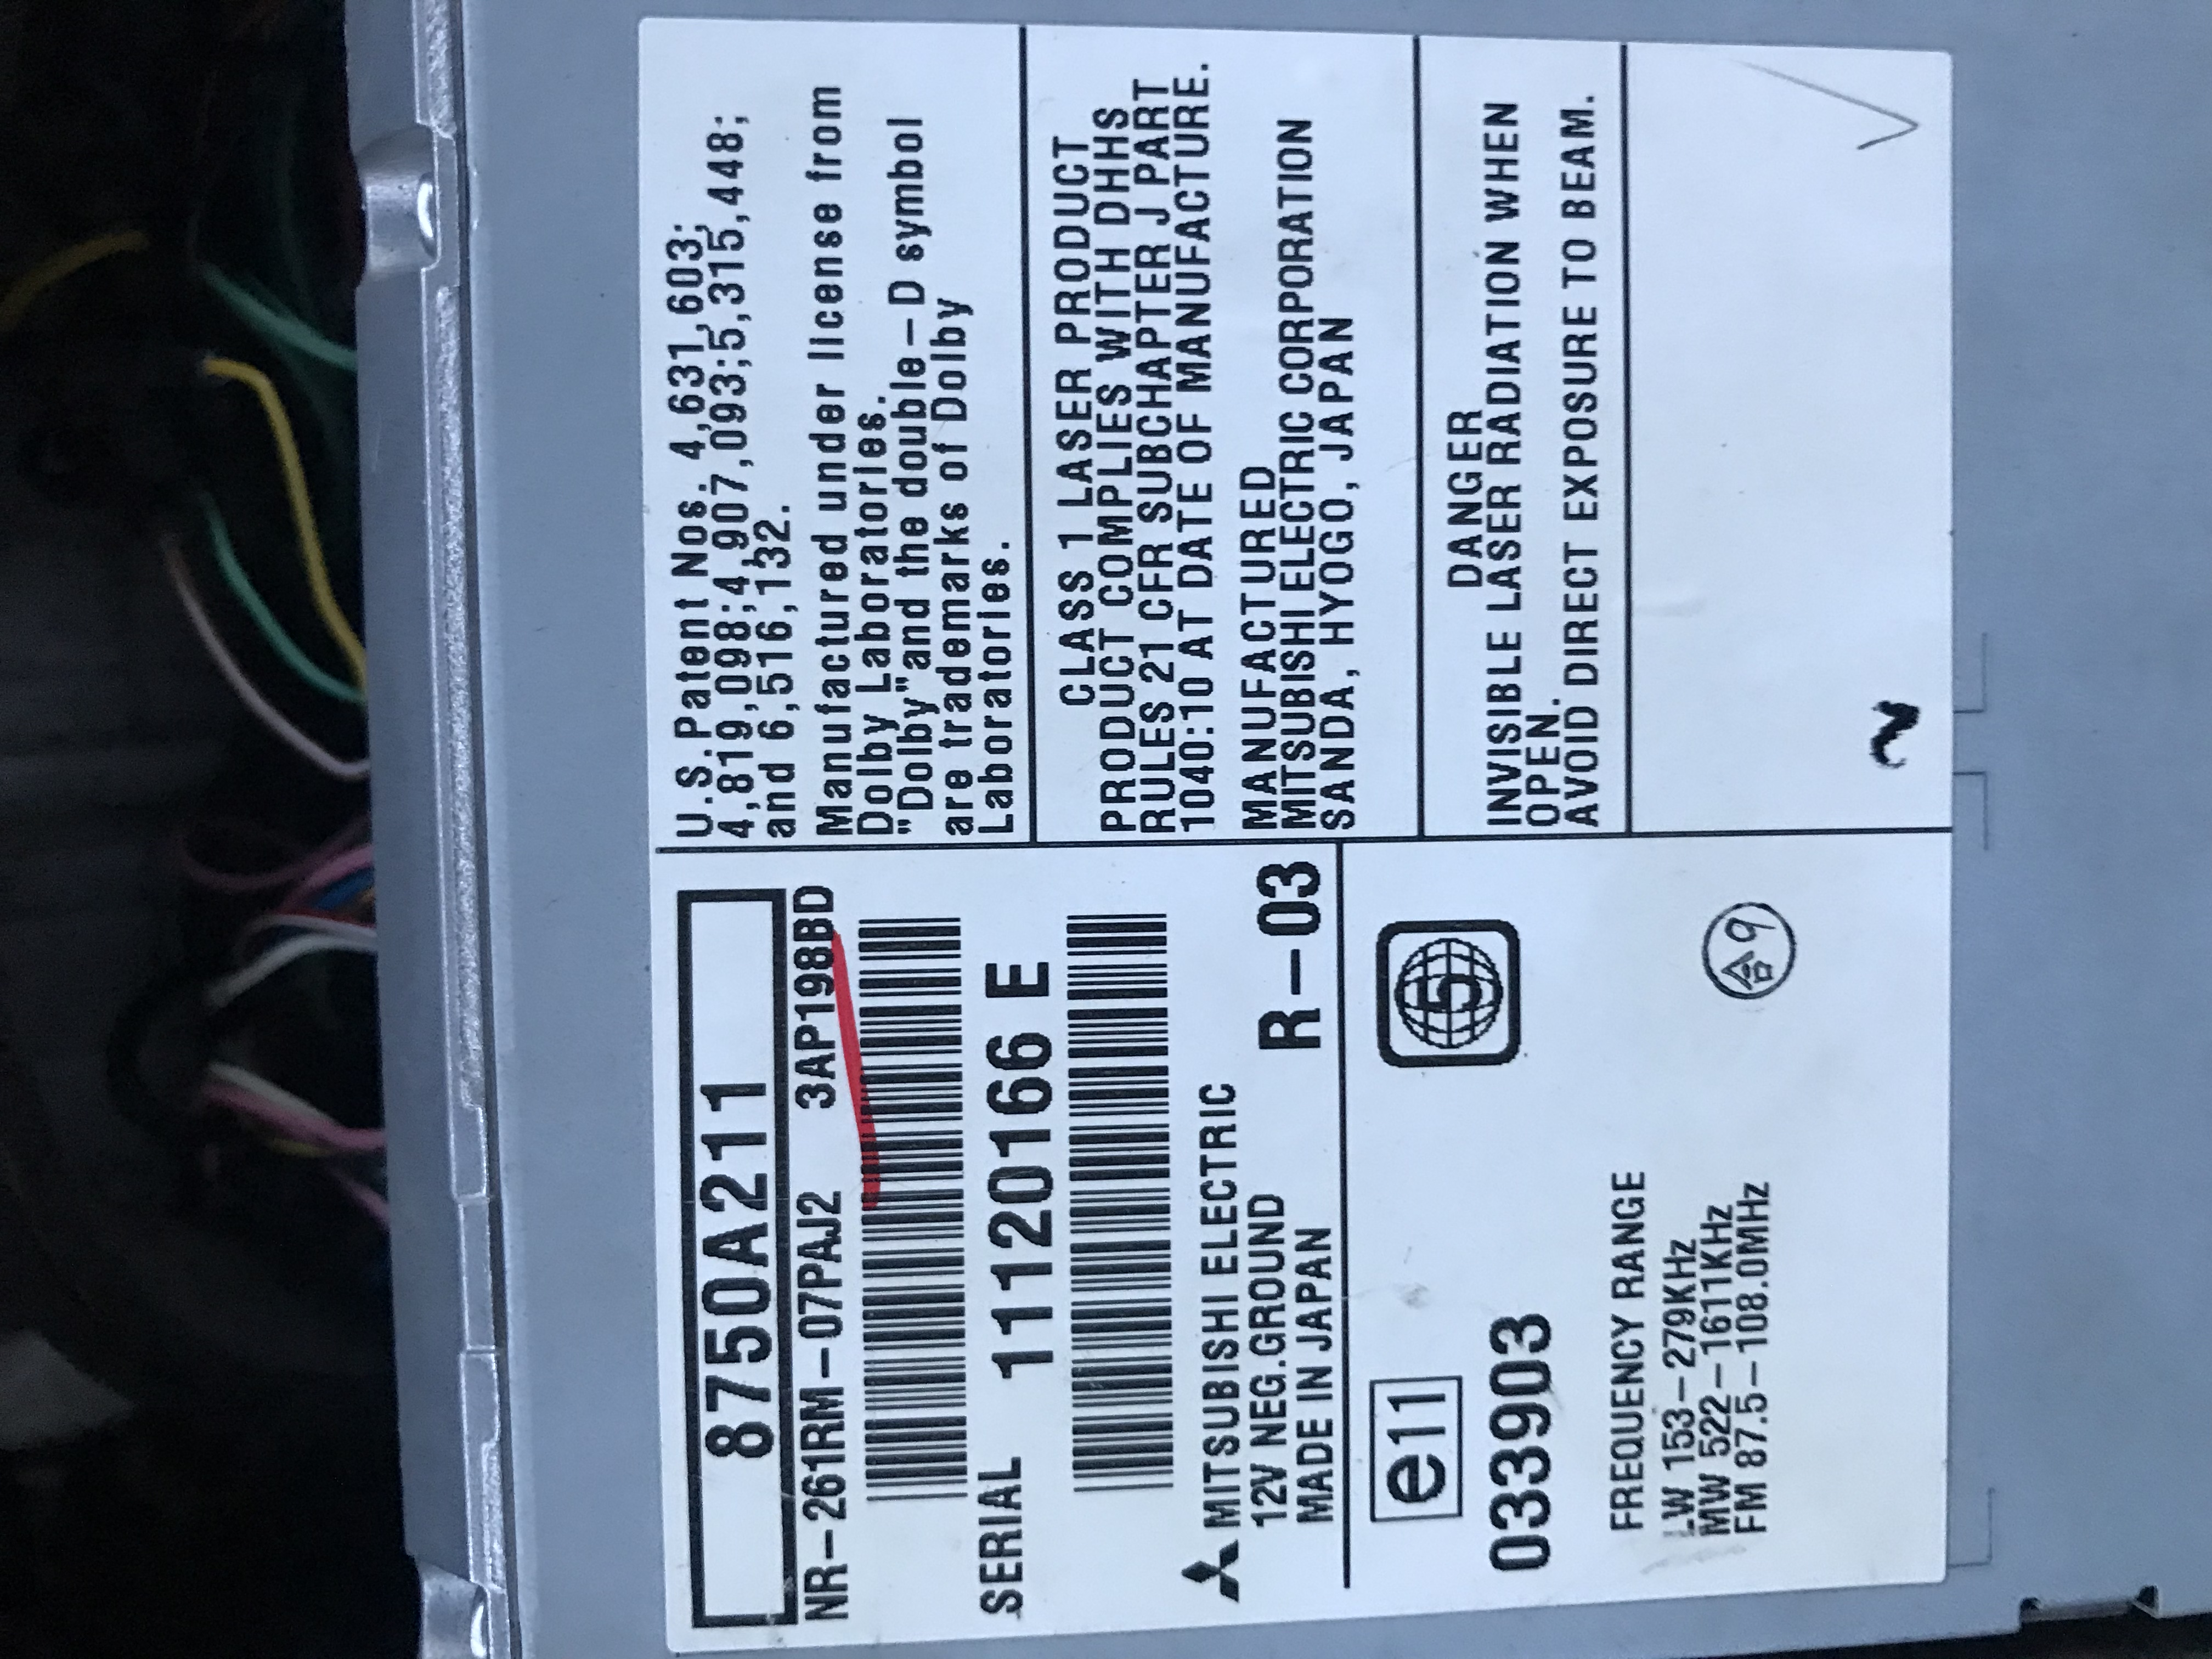 8750A211
NR-261RM-07PAJ2 3AP198BD
SERIAL 11120166 E
MITSUBISHI ELECTRIC
12V NEG.GROUND
MADE IN JAPAN R-03
e11
5
033903
FREQUENCY RANGE
LW 153-279KHz
MW 522-1611KHz
FM 87.5-108.0MHz
合9
U.S.Patent Nos. 4,631,603;
4,819,098;4,907,093;5,315,448;
and 6,516,132.
Manufactured under license from
Dolby Laboratories.
"Dolby"and the double-D symbol
are trademarks of Dolby
Laboratories.
CLASS 1 LASER PRODUCT
PRODUCT COMPLIES WITH DHHS
RULES 21 CFR SUBCHAPTER J PART
1040:10 AT DATE OF MANUFACTURE.
MANUFACTURED
MITSUBISHI ELECTRIC CORPORATION
SANDA, HYOGO, JAPAN
DANGER
INVISIBLE LASER RADIATION WHEN
OPEN.
AVOID DIRECT EXPOSURE TO BEAM.